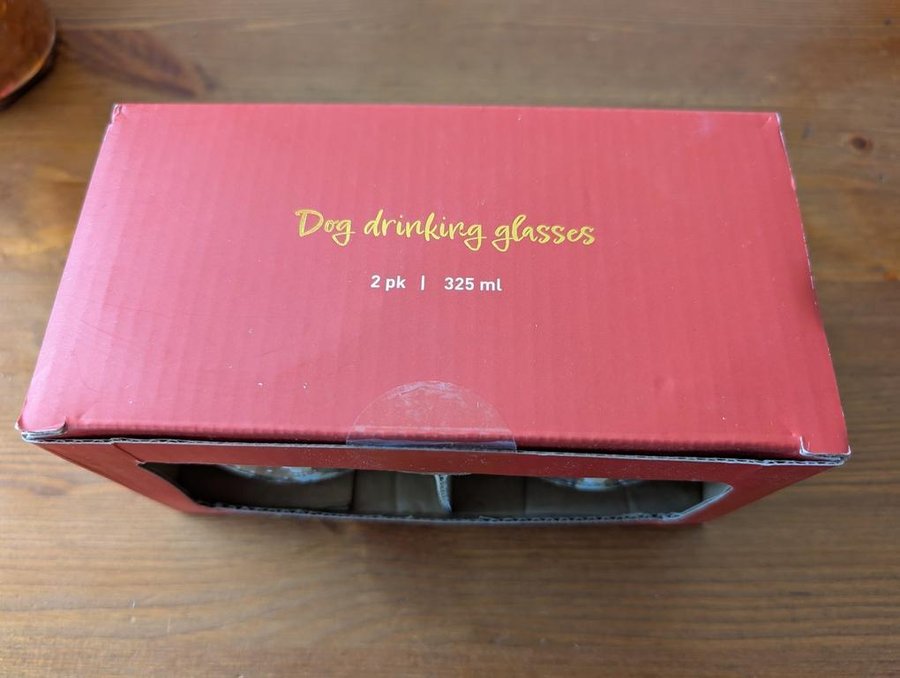 Dog drinking glasses
2 pk | 325 ml